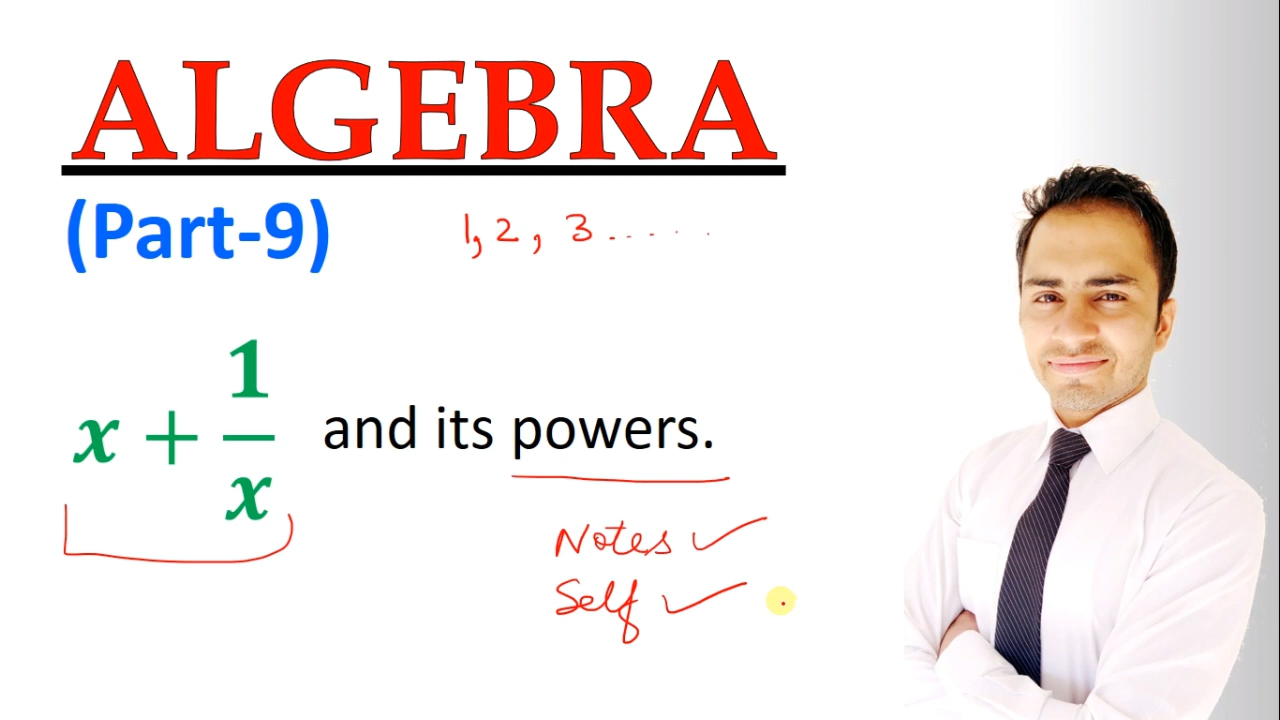 ALGEBRA
(Part-9)
1, 2, 3.....
x + 1/x and its powers.
Notes ✓
Self ✓